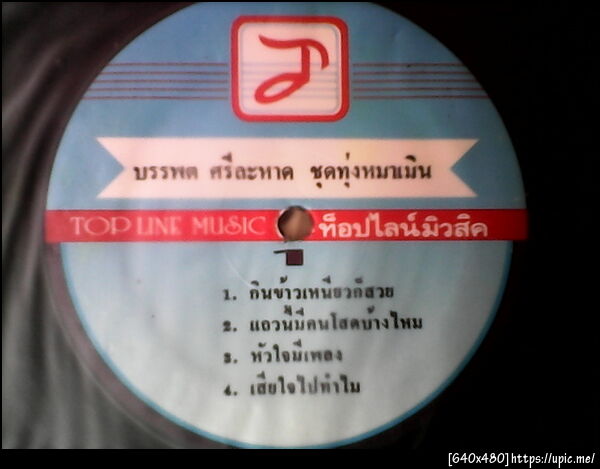 บรรพต ศรีละหาด ชุดทุ่งหมาเมิน
TOP LINE MUSIC ท็อปไลน์มิวสิค
1. กินข้าวเหนียวก็สวย
2. แถวนี้มีคนโสดบ้างไหม
3. หัวใจมีเพลง
4. เสียใจไปทำไม
[640x480]https://upic.me/